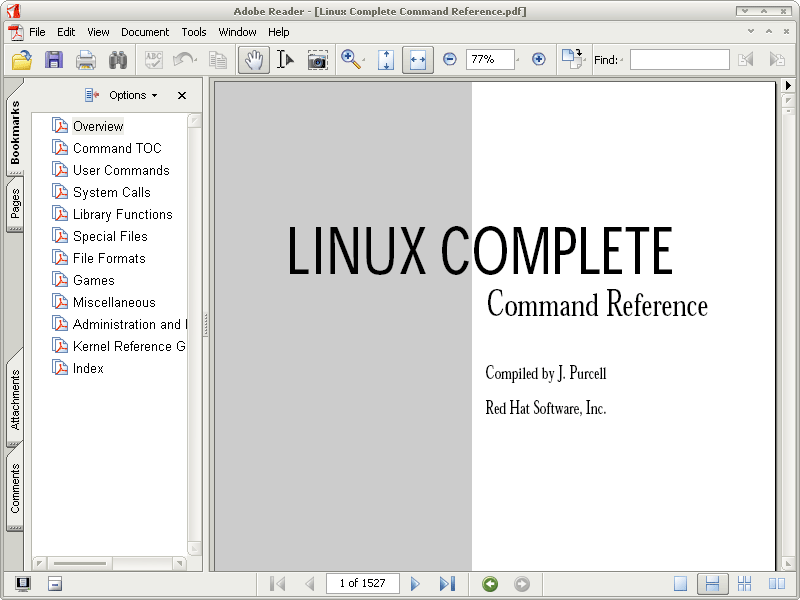 Adobe Reader - [Linux Complete Command Reference.pdf]
File Edit View Document Tools Window Help
ABC 77% Find:
Options
Bookmarks
Pages
Attachments
Comments
Overview
Command TOC
User Commands
System Calls
Library Functions
Special Files
File Formats
Games
Miscellaneous
Administration and
Kernel Reference G
Index
LINUX COMPLETE
Command Reference
Compiled by J. Purcell
Red Hat Software, Inc.
1 of 1527